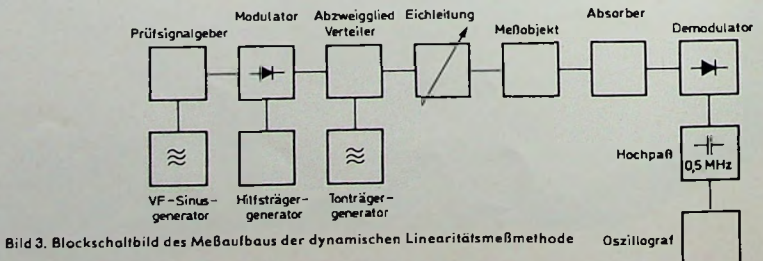 Prüfsignalgeber
Modulator
Abzweigglied
Verteiler
Eichleitung
Meßobjekt
Absorber
Demodulator
VF-Sinus-
generator
Hilfsträger-
generator
Tonträger-
generator
Hochpaß
0,5 MHz
Oszillograf
Bild 3. Blockschaltbild des Meßaufbaus der dynamischen Linearitätsmeßmethode